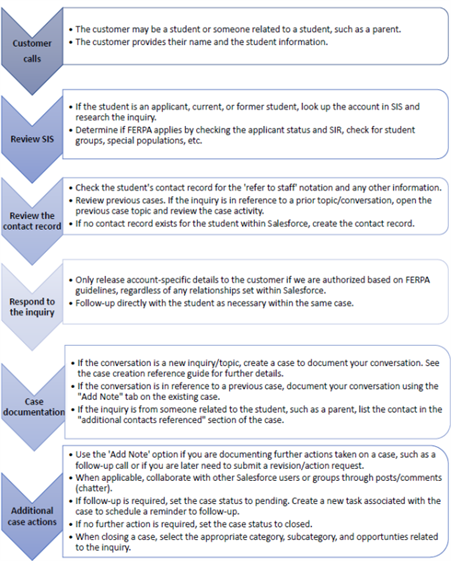 Customer
calls
• The customer may be a student or someone related to a student, such as a parent.
• The customer provides their name and the student information.
Review SIS
• If the student is an applicant, current, or former student, look up the account in SIS and
research the inquiry.
• Determine if FERPA applies by checking the applicant status and SIR, check for student
groups, special populations, etc.
Review the
contact record
• Check the student's contact record for the 'refer to staff' notation and any other information.
• Review previous cases. If the inquiry is in reference to a prior topic/conversation, open the
previous case topic and review the case activity.
• If no contact record exists for the student within Salesforce, create the contact record.
Respond to
the inquiry
• Only release account-specific details to the customer if we are authorized based on FERPA
guidelines, regardless of any relationships set within Salesforce.
• Follow-up directly with the student as necessary within the same case.
Case
documentation
• If the conversation is a new inquiry/topic, create a case to document your conversation. See
the case creation reference guide for further details.
• If the conversation is in reference to a previous case, document your conversation using the
"Add Note" tab on the existing case.
• If the inquiry is from someone related to the student, such as a parent, list the contact in the
"additional contacts referenced" section of the case.
Additional
case actions
• Use the 'Add Note' option if you are documenting further actions taken on a case, such as a
follow-up call or if you are later need to submit a revision/action request.
• When applicable, collaborate with other Salesforce users or groups through posts/comments
(chatter).
• If follow-up is required, set the case status to pending. Create a new task associated with the
case to schedule a reminder to follow-up.
• If no further action is required, set the case status to closed.
• When closing a case, select the appropriate category, subcategory, and opportunties related
to the inquiry.